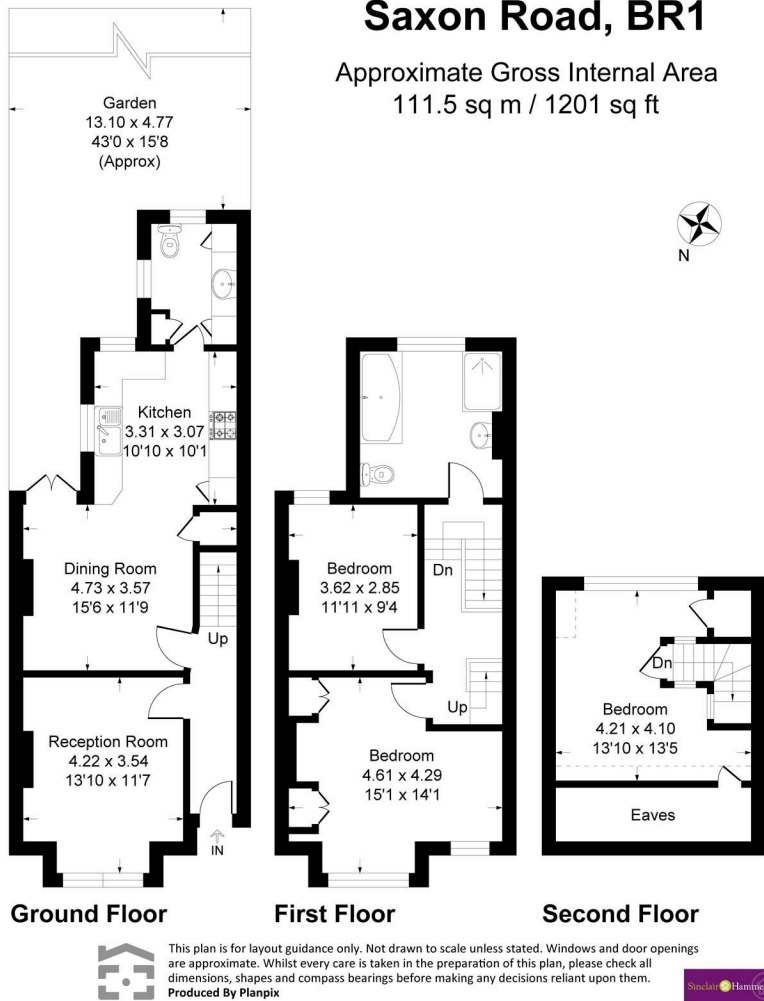 Saxon Road, BR1
Approximate Gross Internal Area
111.5 sq m / 1201 sq ft
Garden
13.10 x 4.77
43'0 x 15'8
(Approx)
N
Kitchen
3.31 x 3.07
10'10 x 10'1
Dining Room
4.73 x 3.57
15'6 x 11'9
Up
Reception Room
4.22 x 3.54
13'10 x 11'7
IN
Dn
Bedroom
3.62 x 2.85
11'11 x 9'4
Up
Bedroom
4.61 x 4.29
15'1 x 14'1
Dn
Bedroom
4.21 x 4.10
13'10 x 13'5
Eaves
Ground Floor
First Floor
Second Floor
This plan is for layout guidance only. Not drawn to scale unless stated. Windows and door openings
are approximate. Whilst every care is taken in the preparation of this plan, please check all
dimensions, shapes and compass bearings before making any decisions reliant upon them.
Produced By Planpix
Sinclair Hamme